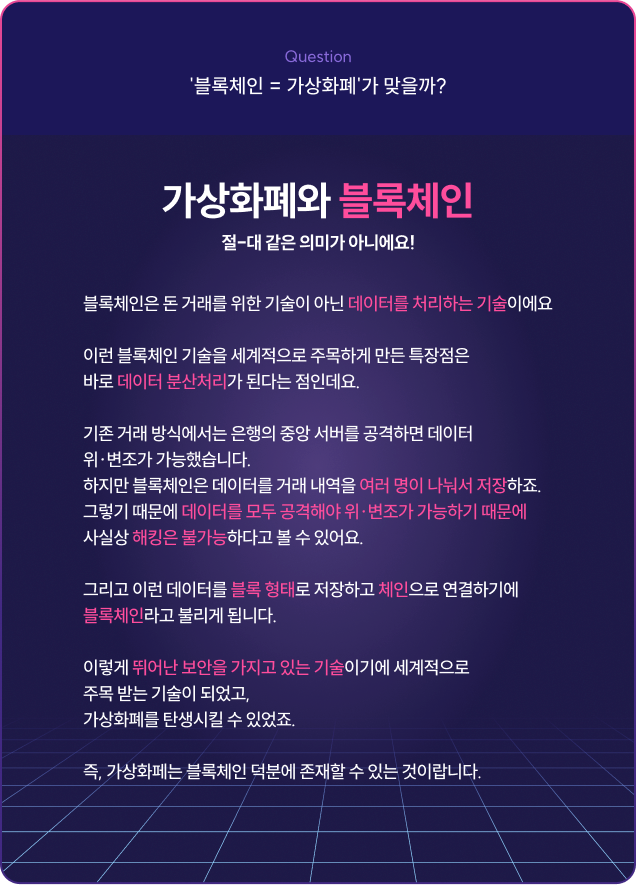 Question
'블록체인 = 가상화폐'가 맞을까?
가상화폐와 블록체인
절-대 같은 의미가 아니에요!
블록체인은 돈 거래를 위한 기술이 아닌 데이터를 처리하는 기술이에요
이런 블록체인 기술을 세계적으로 주목하게 만든 특장점은
바로 데이터 분산처리가 된다는 점인데요.
기존 거래 방식에서는 은행의 중앙 서버를 공격하면 데이터
위·변조가 가능했습니다.
하지만 블록체인은 데이터를 거래 내역을 여러 명이 나눠서 저장하죠.
그렇기 때문에 데이터를 모두 공격해야 위·변조가 가능하기 때문에
사실상 해킹은 불가능하다고 볼 수 있어요.
그리고 이런 데이터를 블록 형태로 저장하고 체인으로 연결하기에
블록체인라고 불리게 됩니다.
이렇게 뛰어난 보안을 가지고 있는 기술이기에 세계적으로
주목 받는 기술이 되었고,
가상화폐를 탄생시킬 수 있었죠.
즉, 가상화폐는 블록체인 덕분에 존재할 수 있는 것이랍니다.